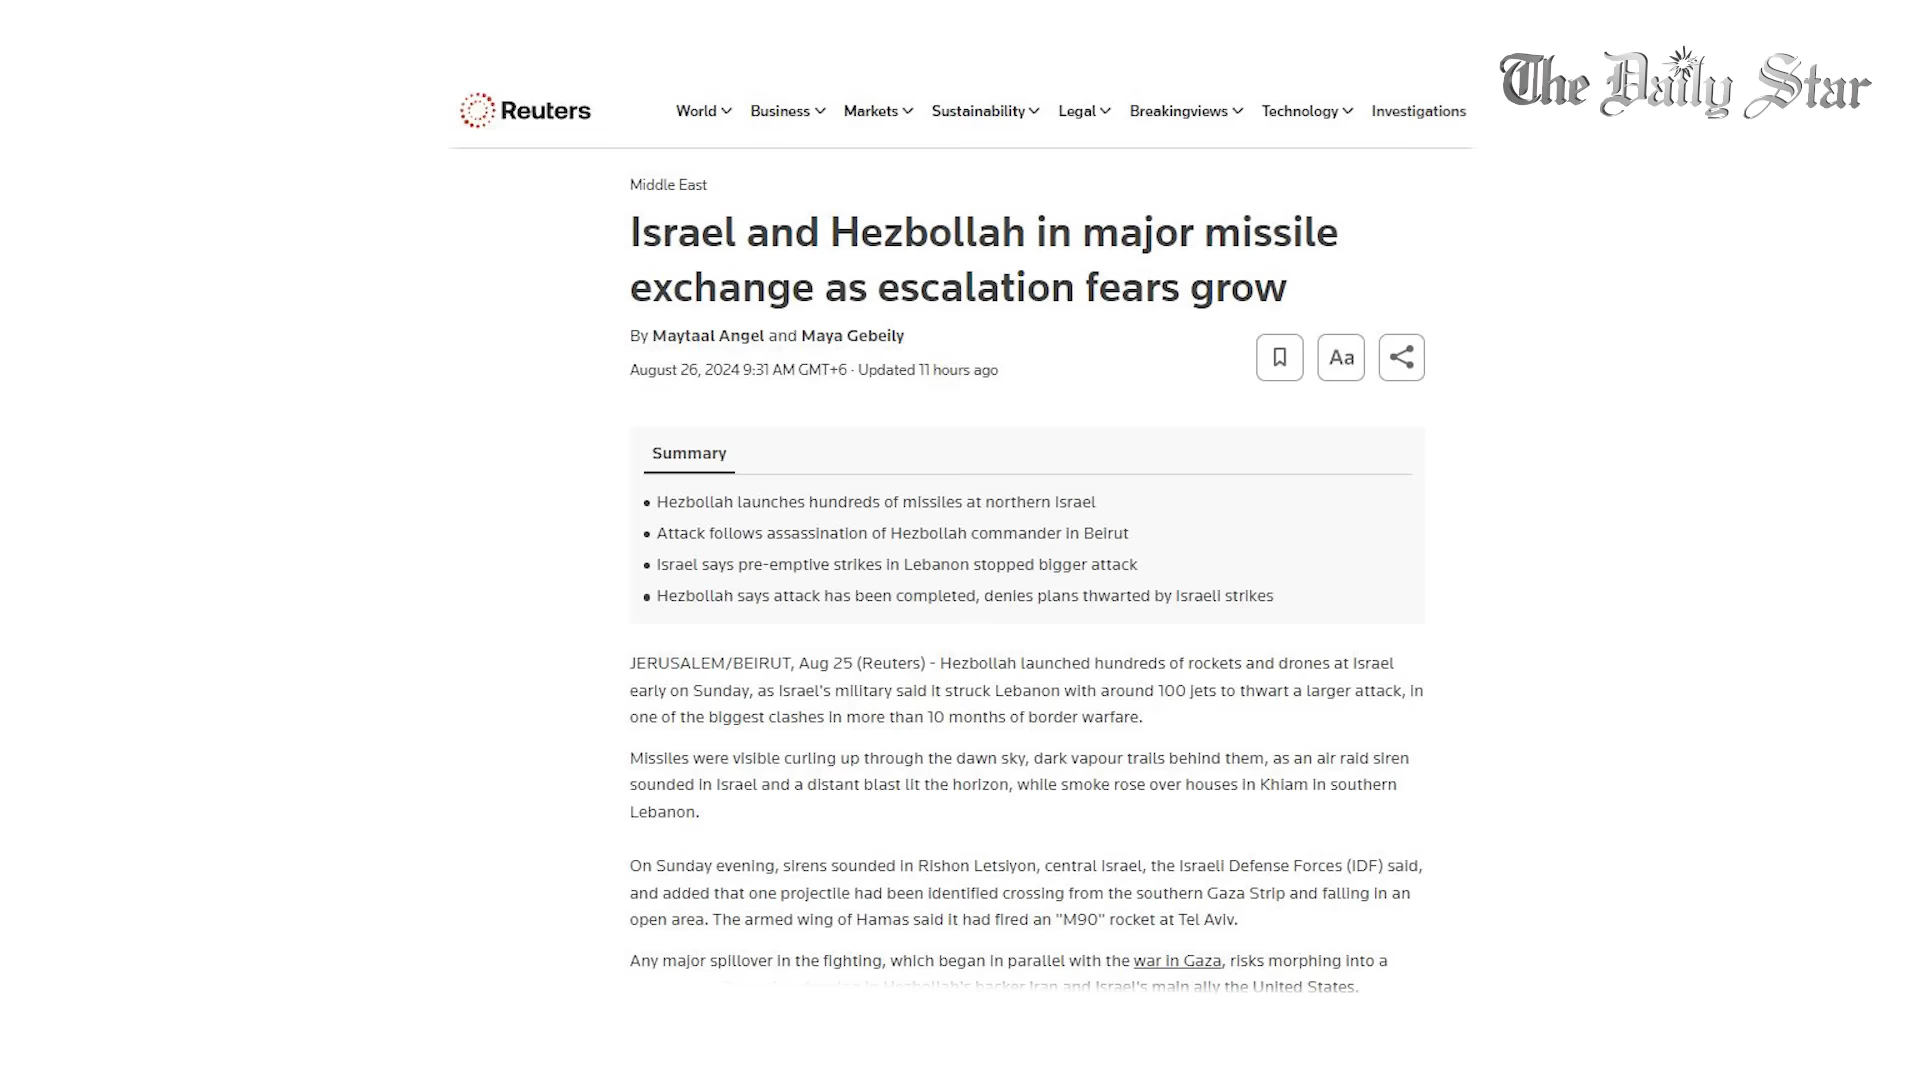 The Daily Star
Reuters
World Business Markets Sustainability Legal Breakingviews Technology Investigations
Middle East
Israel and Hezbollah in major missile
exchange as escalation fears grow
By Maytaal Angel and Maya Gebeily
August 26, 2024 9:31 AM GMT+6 · Updated 11 hours ago
Aa
Summary
• Hezbollah launches hundreds of missiles at northern Israel
• Attack follows assassination of Hezbollah commander in Beirut
• Israel says pre-emptive strikes in Lebanon stopped bigger attack
• Hezbollah says attack has been completed, denies plans thwarted by Israeli strikes
JERUSALEM/BEIRUT, Aug 25 (Reuters) - Hezbollah launched hundreds of rockets and drones at Israel
early on Sunday, as Israel's military said it struck Lebanon with around 100 jets to thwart a larger attack, in
one of the biggest clashes in more than 10 months of border warfare.
Missiles were visible curling up through the dawn sky, dark vapour trails behind them, as an air raid siren
sounded in Israel and a distant blast lit the horizon, while smoke rose over houses in Khiam in southern
Lebanon.
On Sunday evening, sirens sounded in Rishon Letsiyon, central Israel, the Israeli Defense Forces (IDF) said,
and added that one projectile had been identified crossing from the southern Gaza Strip and falling in an
open area. The armed wing of Hamas said it had fired an "M90" rocket at Tel Aviv.
Any major spillover in the fighting, which began in parallel with the war in Gaza, risks morphing into a
in Hezbollah's backer Iran and Israel's main ally the United States.